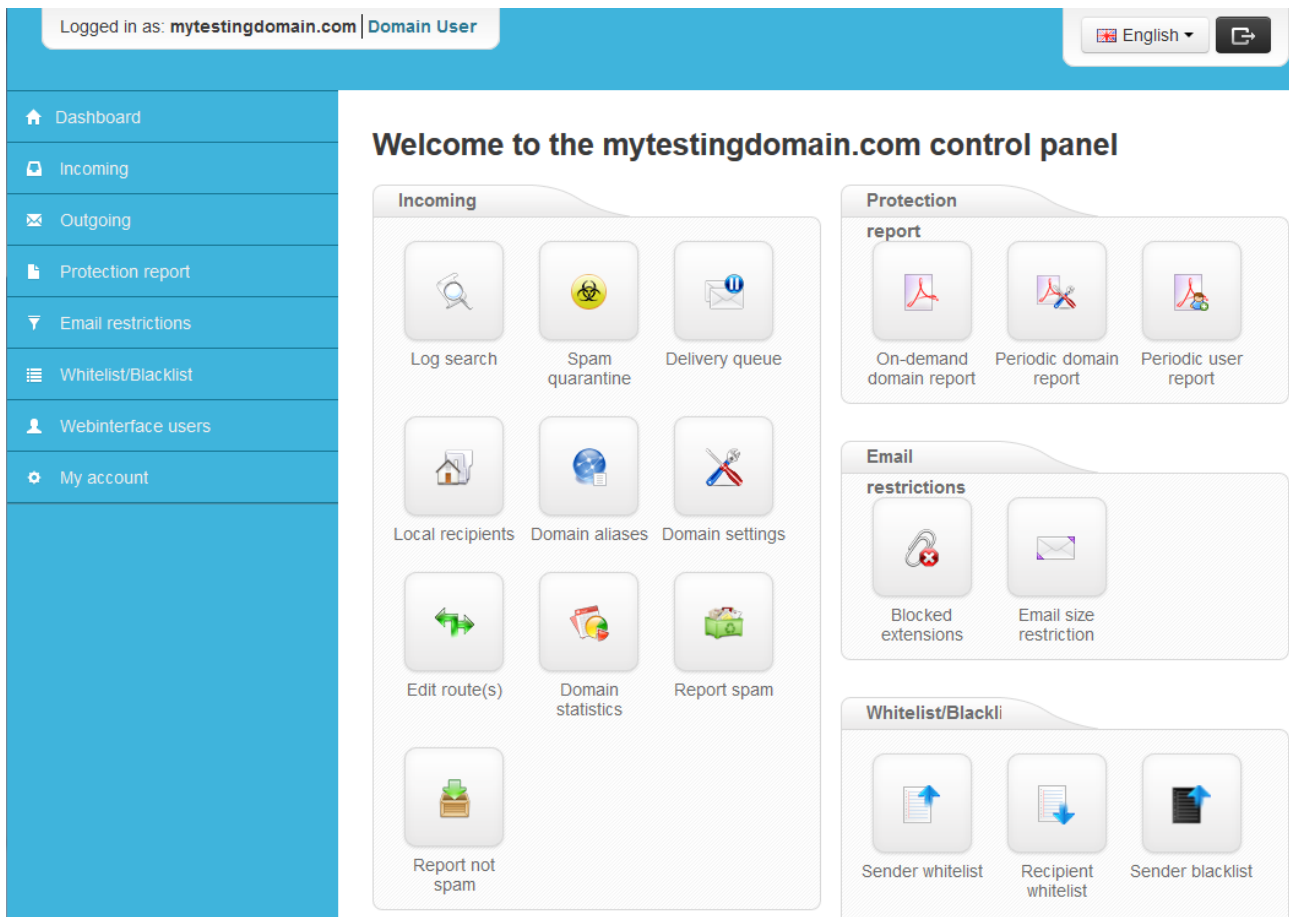 Logged in as: mytestingdomain.com | Domain User
English
Dashboard
Incoming
Outgoing
Protection report
Email restrictions
Whitelist/Blacklist
Webinterface users
My account
Welcome to the mytestingdomain.com control panel
Incoming
Log search
Spam
quarantine
Delivery queue
Local recipients
Domain aliases
Domain settings
Edit route(s)
Domain
statistics
Report spam
Report not
spam
Protection
report
On-demand
domain report
Periodic domain
report
Periodic user
report
Email
restrictions
Blocked
extensions
Email size
restriction
Whitelist/Blackli
Sender whitelist
Recipient
whitelist
Sender blacklist